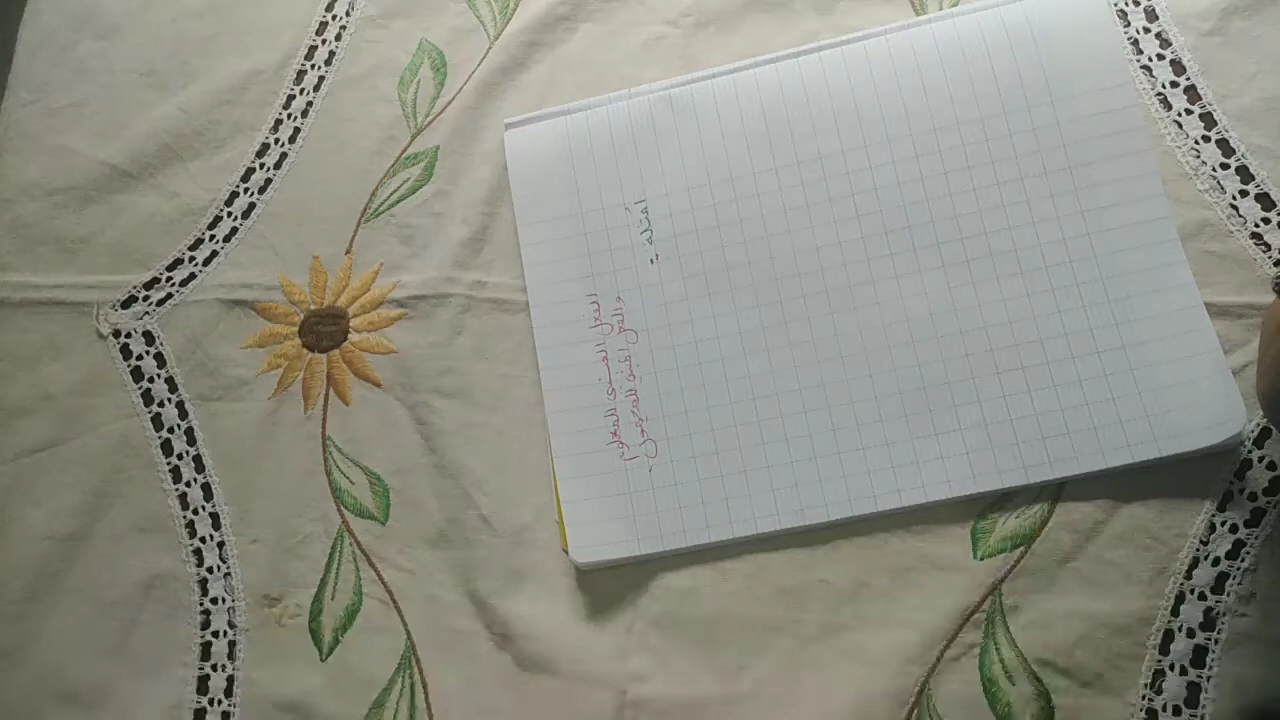 الفعل المبني للمعلوم
والفعل المبني للمجهول
أمثلة :